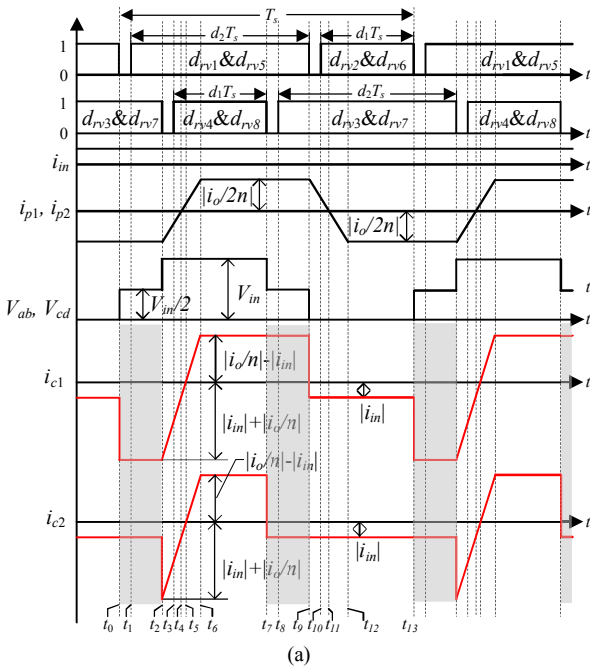 T_s
d_2T_s d_1T_s
1 d_rv1&d_rv5 d_rv2&d_rv6 d_rv1&d_rv5
0 t
d_1T_s d_2T_s
1 d_rv3&d_rv7 d_rv4&d_rv8 d_rv3&d_rv7 d_rv4&d_rv8
0 t
i_in t
|i_o/2n|
i_p1, i_p2 t
|i_o/2n|
V_in/2 V_in t
V_ab, V_cd t
|i_o/n|-|i_in|
i_c1 t
|i_in|
|i_in|+|i_o/n|
|i_o/n|-|i_in|
i_c2 t
|i_in|
|i_in|+|i_o/n|
t_0 t_1 t_2 t_3 t_4 t_5 t_6 t_7 t_8 t_9 t_10 t_11 t_12 t_13
(a)